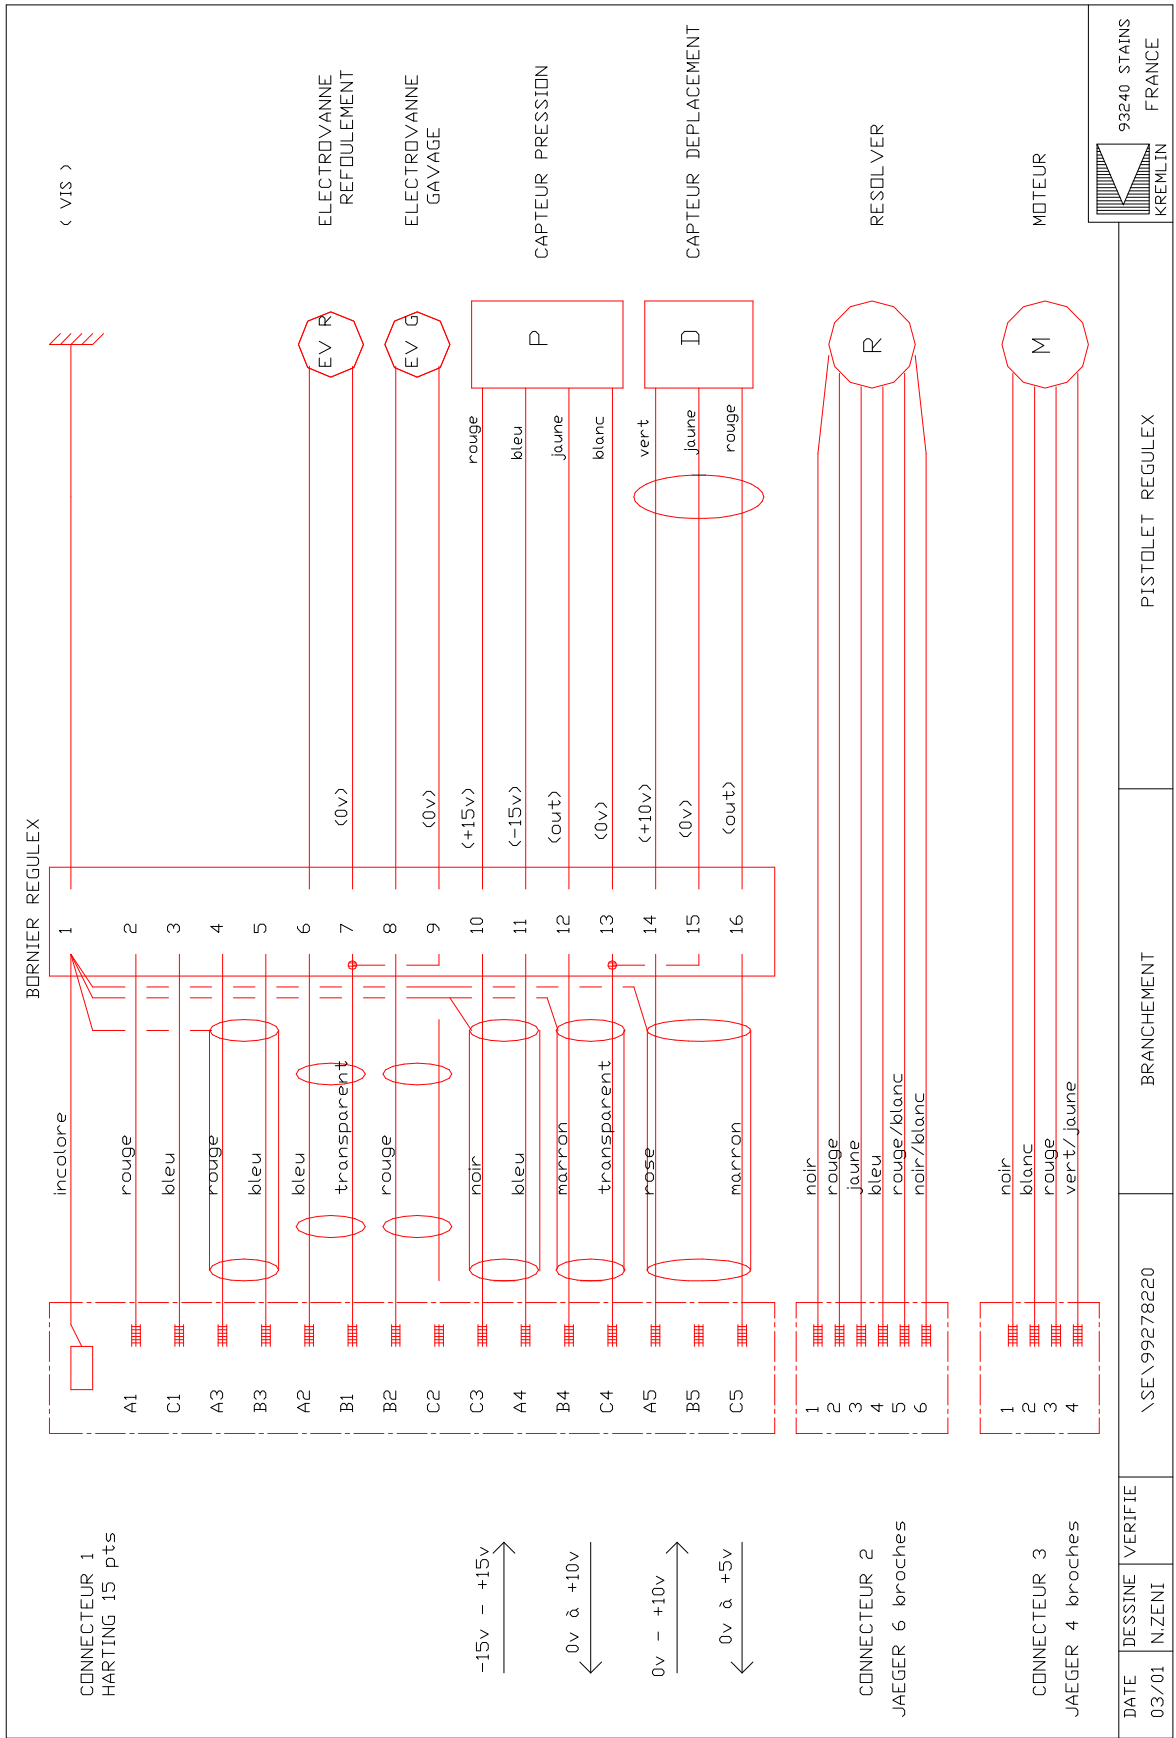 CONNECTEUR 1
HARTING 15 pts
BORNIER REGULEX
incolore
1
( VIS )
A1
rouge
2
C1
bleu
3
A3
rouge
4
B3
bleu
5
A2
bleu
6
B1
transparent
7
(0v)
EV R
ELECTROVANNE
REFOULEMENT
B2
rouge
8
C2
9
(0v)
EV G
ELECTROVANNE
GAVAGE
-15v - +15v
0v à +10v
C3
noir
10
(+15v)
rouge
A4
bleu
11
(-15v)
bleu
B4
marron
12
(out)
jaune
C4
transparent
13
(0v)
blanc
P
CAPTEUR PRESSION
0v - +10v
0v à +5v
A5
rose
14
(+10v)
vert
B5
15
(0v)
jaune
C5
marron
16
(out)
rouge
D
CAPTEUR DEPLACEMENT
CONNECTEUR 2
JAEGER 6 broches
1
noir
2
rouge
3
jaune
4
bleu
5
rouge/blanc
6
noir/blanc
R
RESOLVER
CONNECTEUR 3
JAEGER 4 broches
1
noir
2
blanc
3
rouge
4
vert/jaune
M
MOTEUR
DATE
03/01
DESSINE
N.ZENI
VERIFIE
\SE\99278220
BRANCHEMENT
PISTOLET REGULEX
KREMLIN
93240 STAINS
FRANCE